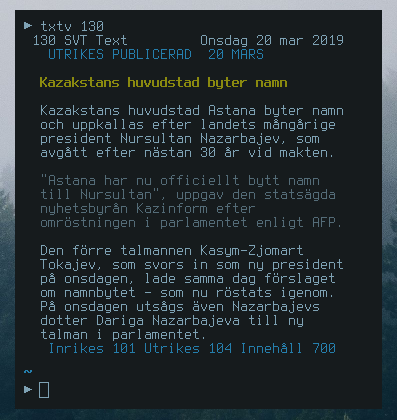 ▶ txtv 130
130 SVT Text Onsdag 20 mar 2019
UTRIKES PUBLICERAD 20 MARS
Kazakstans huvudstad byter namn
Kazakstans huvudstad Astana byter namn
och uppkallas efter landets mångårige
president Nursultan Nazarbajev, som
avgått efter nästan 30 år vid makten.
"Astana har nu officiellt bytt namn
till Nursultan", uppgav den statsägda
nyhetsbyrån Kazinform efter
omröstningen i parlamentet enligt AFP.
Den förre talmannen Kasym-Zjomart
Tokajev, som svors in som ny president
på onsdagen, lade samma dag förslaget
om namnbytet - som nu röstats igenom.
På onsdagen utsågs även Nazarbajevs
dotter Dariga Nazarbajeva till ny
talman i parlamentet.
Inrikes 101 Utrikes 104 Innehåll 700
~
▶